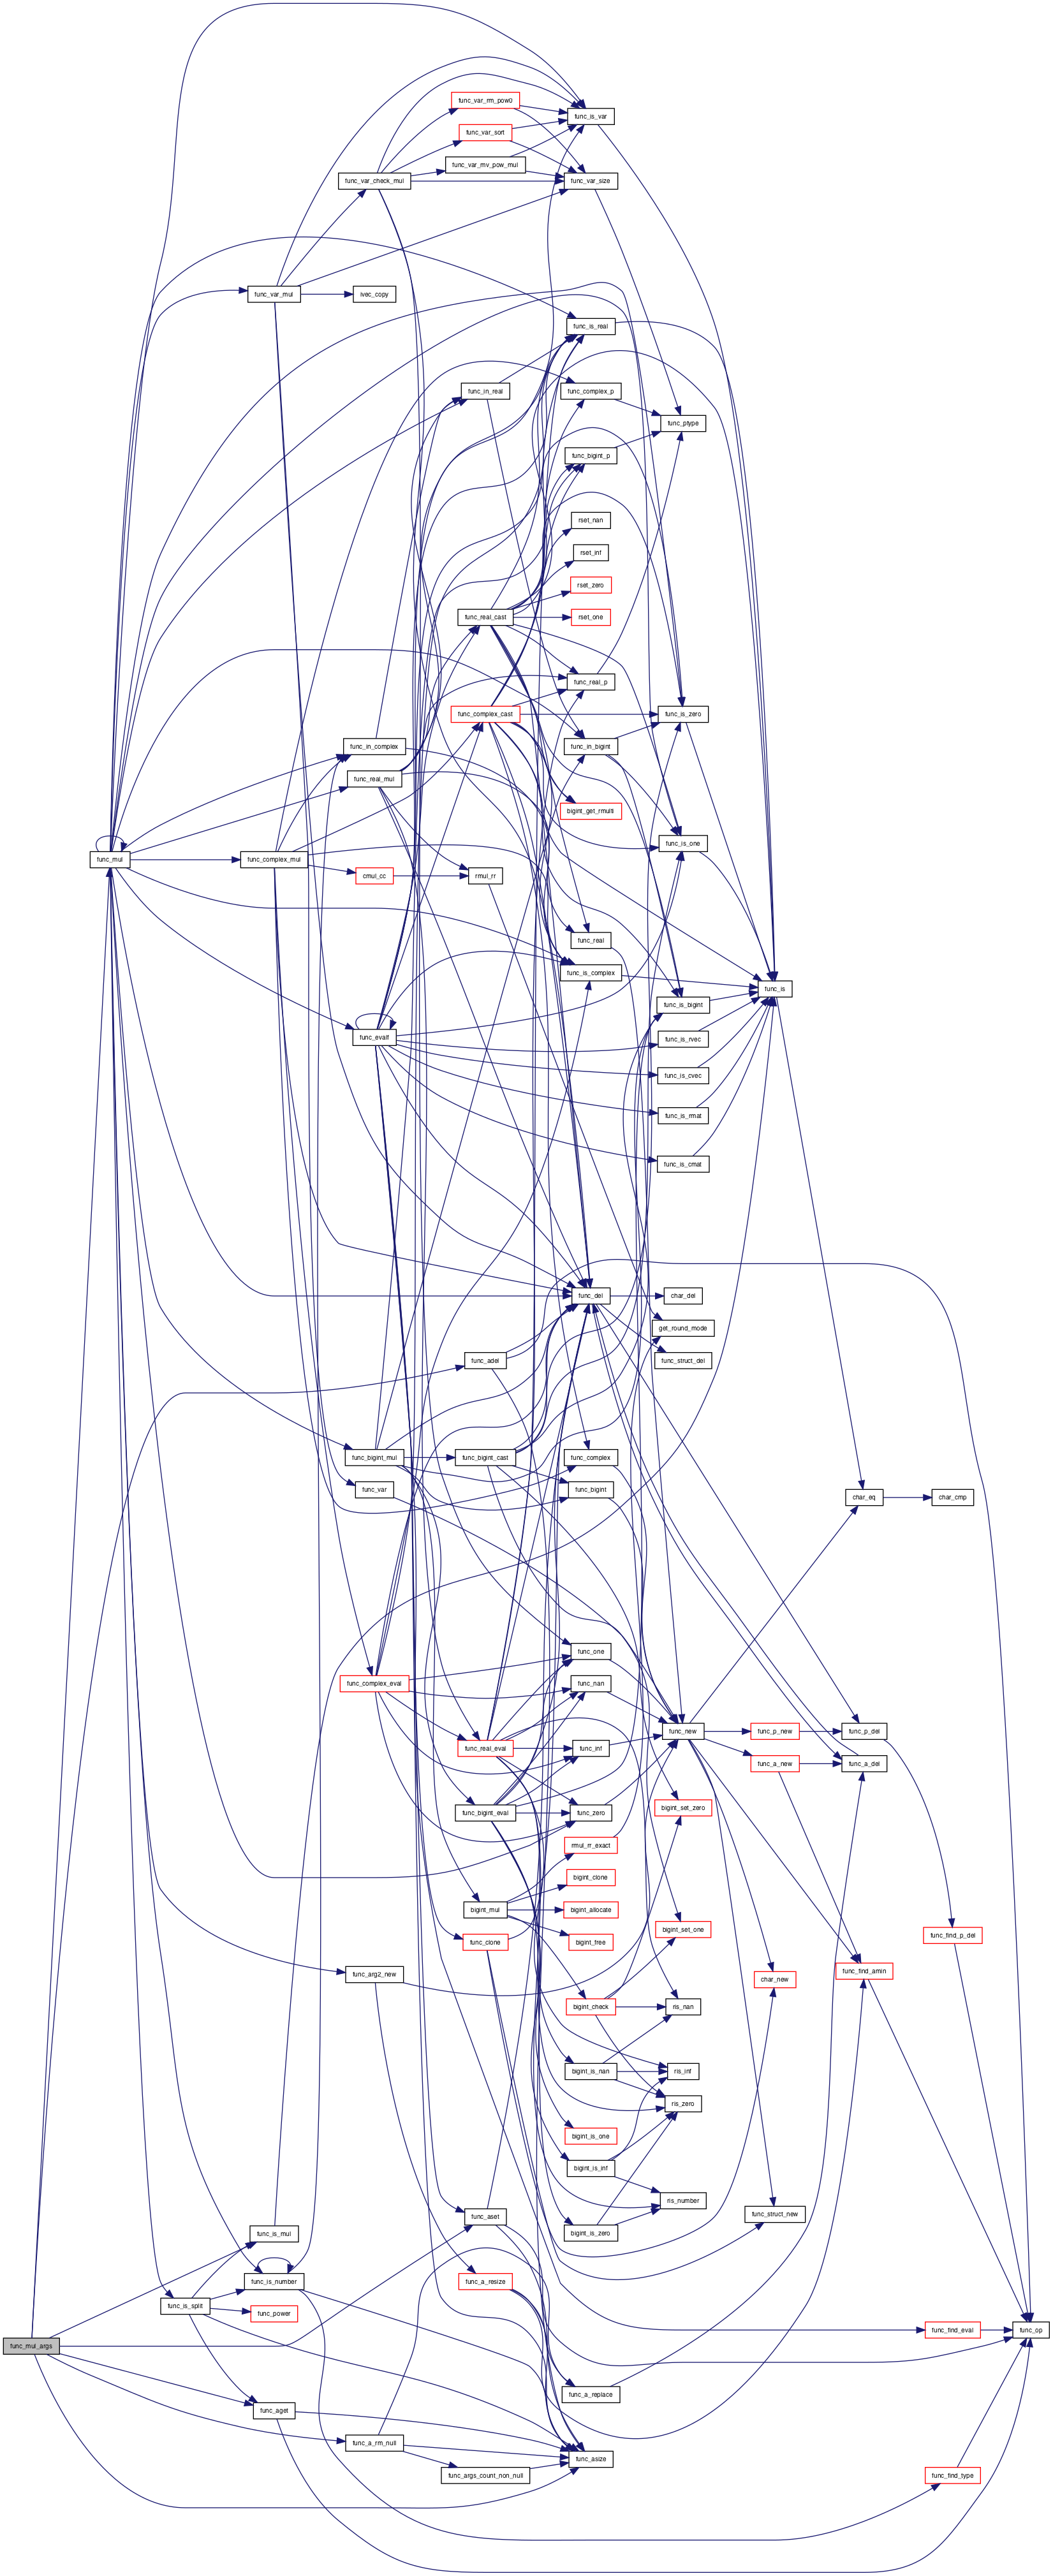 func_var_rm_pow0
func_is_var
func_var_sort
func_var_mv_pow_mul
func_var_check_mul
func_var_size
func_var_mul
ivec_copy
func_is_real
func_in_real
func_complex_p
func_ptype
func_bigint_p
rset_nan
rset_inf
rset_zero
func_real_cast
rset_one
func_real_p
func_complex_cast
func_is_zero
func_in_complex
func_in_bigint
func_real_mul
bigint_get_rmulti
func_is_one
func_mul
func_complex_mul
cmul_cc
rmul_rr
func_real
func_is_complex
func_is
func_is_bigint
func_evalf
func_is_rvec
func_is_cvec
func_is_rmat
func_is_cmat
func_del
char_del
get_round_mode
func_adel
func_struct_del
func_bigint_mul
func_bigint_cast
func_complex
func_var
func_bigint
char_eq
char_cmp
func_one
func_complex_eval
func_nan
func_new
func_p_new
func_p_del
func_real_eval
func_inf
func_a_new
func_a_del
func_bigint_eval
func_zero
bigint_set_zero
rmul_rr_exact
bigint_clone
bigint_mul
bigint_allocate
bigint_set_one
func_find_p_del
func_clone
bigint_free
func_find_amin
func_arg2_new
char_new
bigint_check
ris_nan
bigint_is_nan
ris_inf
ris_zero
bigint_is_one
bigint_is_inf
ris_number
func_aset
func_struct_new
func_is_mul
bigint_is_zero
func_is_number
func_a_resize
func_is_split
func_power
func_find_eval
func_op
func_mul_args
func_a_replace
func_aget
func_a_rm_null
func_asize
func_args_count_non_null
func_find_type